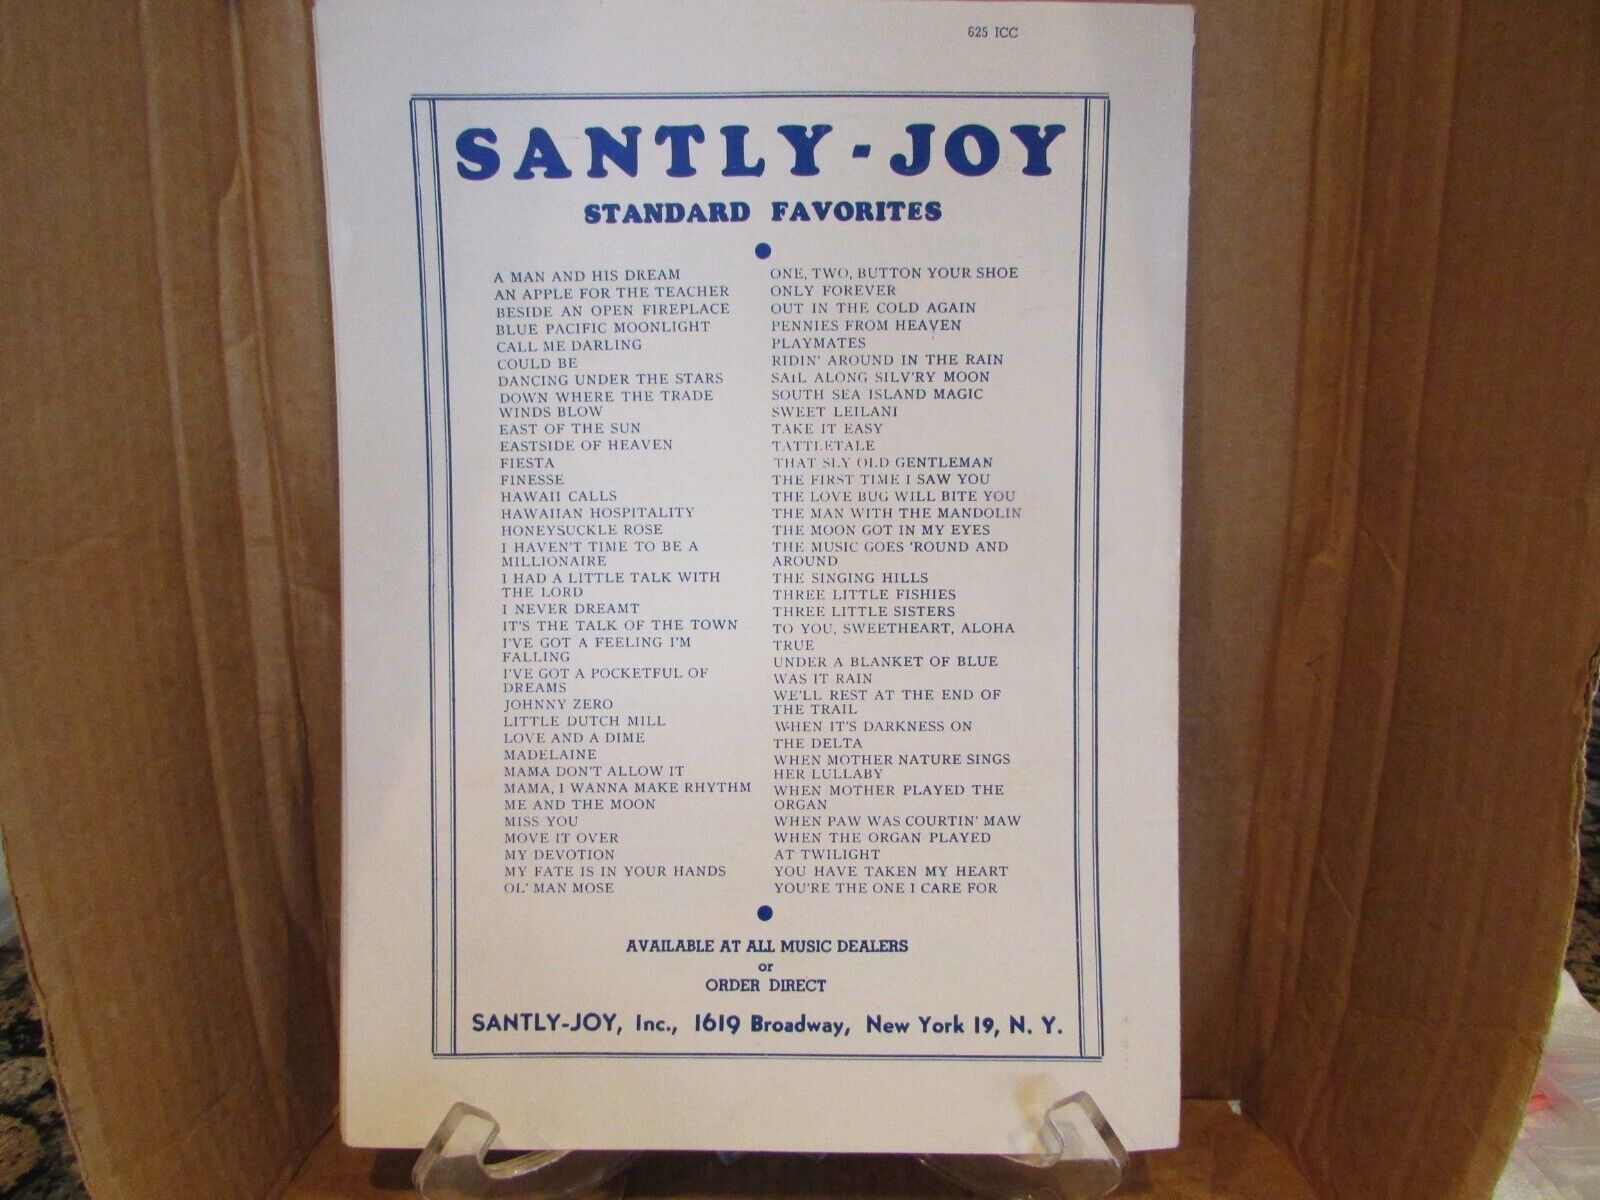 625 ICC
SANTLY-JOY
STANDARD FAVORITES
A MAN AND HIS DREAM
AN APPLE FOR THE TEACHER
BESIDE AN OPEN FIREPLACE
BLUE PACIFIC MOONLIGHT
CALL ME DARLING
COULD BE
DANCING UNDER THE STARS
DOWN WHERE THE TRADE
WINDS BLOW
EAST OF THE SUN
EASTSIDE OF HEAVEN
FIESTA
FINESSE
HAWAII CALLS
HAWAIIAN HOSPITALITY
HONEYSUCKLE ROSE
I HAVEN'T TIME TO BE A
MILLIONAIRE
I HAD A LITTLE TALK WITH
THE LORD
I NEVER DREAMT
IT'S THE TALK OF THE TOWN
I'VE GOT A FEELING I'M
FALLING
I'VE GOT A POCKETFUL OF
DREAMS
JOHNNY ZERO
LITTLE DUTCH MILL
LOVE AND A DIME
MADELAINE
MAMA DON'T ALLOW IT
MAMA, I WANNA MAKE RHYTHM
ME AND THE MOON
MISS YOU
MOVE IT OVER
MY DEVOTION
MY FATE IS IN YOUR HANDS
OL' MAN MOSE
ONE, TWO, BUTTON YOUR SHOE
ONLY FOREVER
OUT IN THE COLD AGAIN
PENNIES FROM HEAVEN
PLAYMATES
RIDIN' AROUND IN THE RAIN
SAIL ALONG SILV'RY MOON
SOUTH SEA ISLAND MAGIC
SWEET LEILANI
TAKE IT EASY
TATTLETALE
THAT SLY OLD GENTLEMAN
THE FIRST TIME I SAW YOU
THE LOVE BUG WILL BITE YOU
THE MAN WITH THE MANDOLIN
THE MOON GOT IN MY EYES
THE MUSIC GOES 'ROUND AND
AROUND
THE SINGING HILLS
THREE LITTLE FISHIES
THREE LITTLE SISTERS
TO YOU, SWEETHEART, ALOHA
TRUE
UNDER A BLANKET OF BLUE
WAS IT RAIN
WE'LL REST AT THE END OF
THE TRAIL
WHEN IT'S DARKNESS ON
THE DELTA
WHEN MOTHER NATURE SINGS
HER LULLABY
WHEN MOTHER PLAYED THE
ORGAN
WHEN PAW WAS COURTIN' MAW
WHEN THE ORGAN PLAYED
AT TWILIGHT
YOU HAVE TAKEN MY HEART
YOU'RE THE ONE I CARE FOR
AVAILABLE AT ALL MUSIC DEALERS
or
ORDER DIRECT
SANTLY-JOY, Inc., 1619 Broadway, New York 19, N. Y.